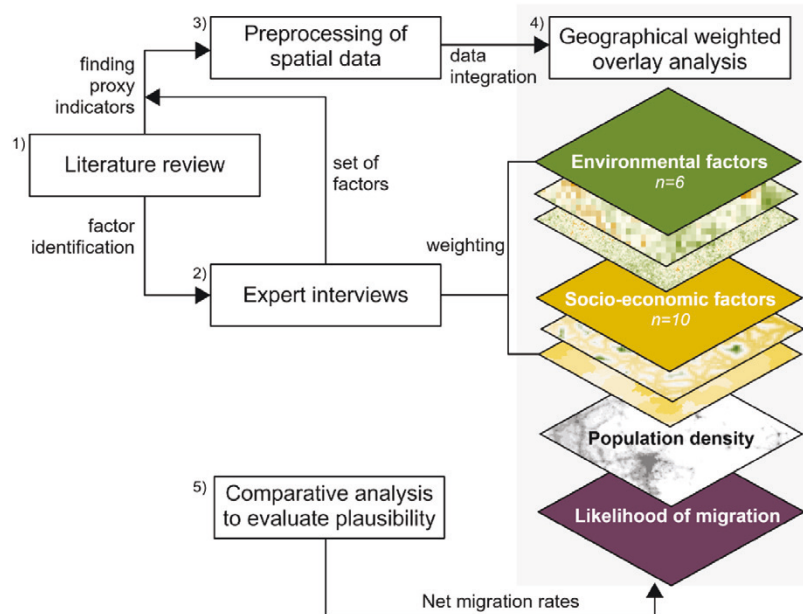 3)
Preprocessing of
spatial data
data
integration
4)
Geographical weighted
overlay analysis
finding
proxy
indicators
1)
Literature review
set of
factors
factor
identification
2)
Expert interviews
weighting
Environmental factors
n=6
Socio-economic factors
n=10
Population density
Likelihood of migration
5)
Comparative analysis
to evaluate plausibility
Net migration rates